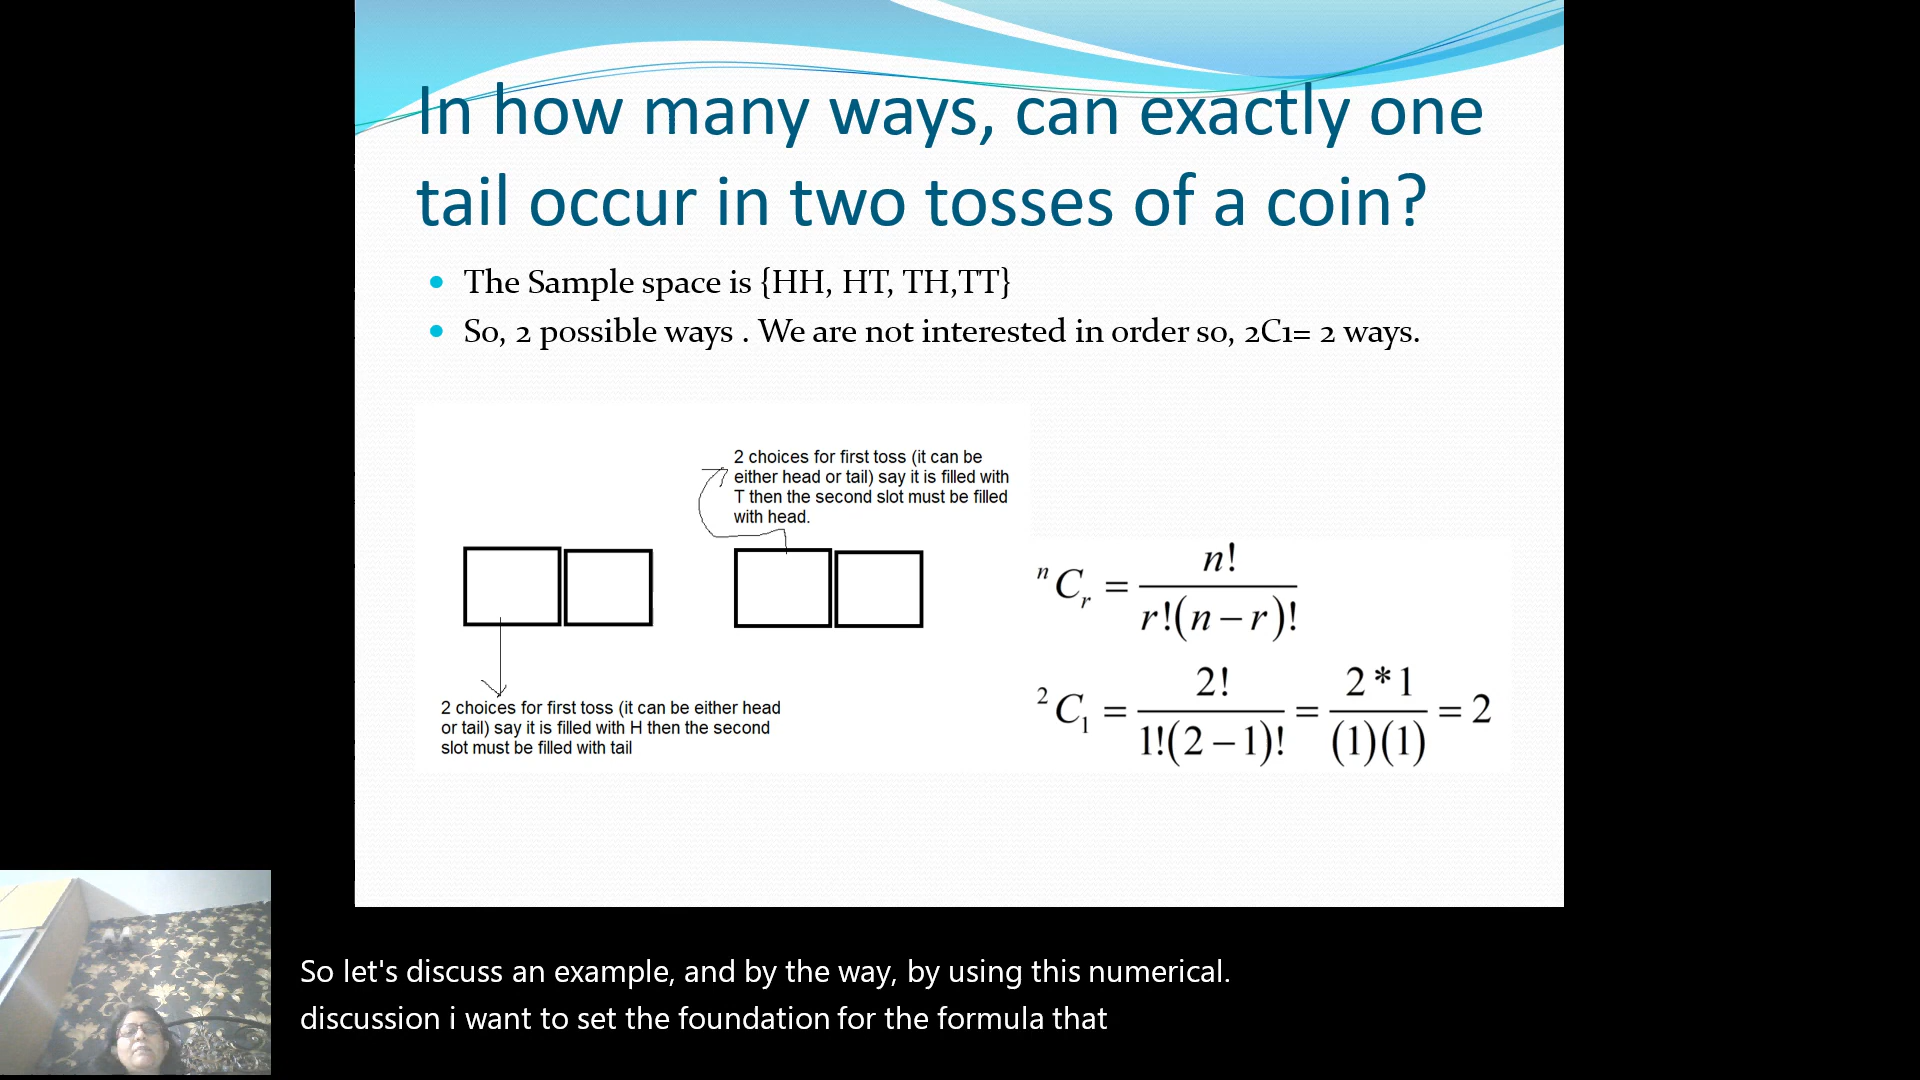 In how many ways, can exactly one
tail occur in two tosses of a coin?
The Sample space is {HH, HT, TH,TT}
So, 2 possible ways . We are not interested in order so, 2C1= 2 ways.
2 choices for first toss (it can be
either head or tail) say it is filled with
T then the second slot must be filled
with head.
2 choices for first toss (it can be either head
or tail) say it is filled with H then the second
slot must be filled with tail
ⁿCᵣ = n! / r!(n – r)!
²C₁ = 2! / 1!(2 – 1)! = 2 * 1 / (1)(1) = 2
So let's discuss an example, and by the way, by using this numerical.
discussion i want to set the foundation for the formula that